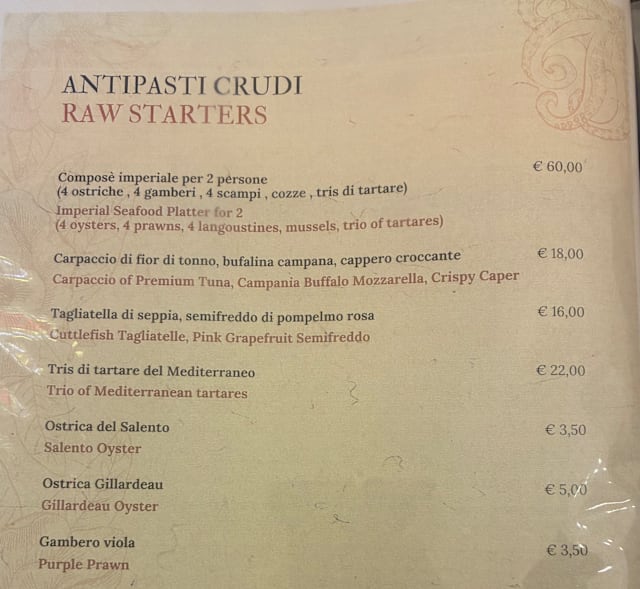 ANTIPASTI CRUDI
RAW STARTERS
Composè imperiale per 2 persone € 60,00
(4 ostriche , 4 gamberi , 4 scampi , cozze , tris di tartare)
Imperial Seafood Platter for 2
(4 oysters, 4 prawns, 4 langoustines, mussels, trio of tartares)
Carpaccio di fior di tonno, bufalina campana, cappero croccante € 18,00
Carpaccio of Premium Tuna, Campania Buffalo Mozzarella, Crispy Caper
Tagliatella di seppia, semifreddo di pompelmo rosa € 16,00
Cuttlefish Tagliatelle, Pink Grapefruit Semifreddo
Tris di tartare del Mediterraneo € 22,00
Trio of Mediterranean tartares
Ostrica del Salento € 3,50
Salento Oyster
Ostrica Gillardeau € 5,00
Gillardeau Oyster
Gambero viola € 3,50
Purple Prawn